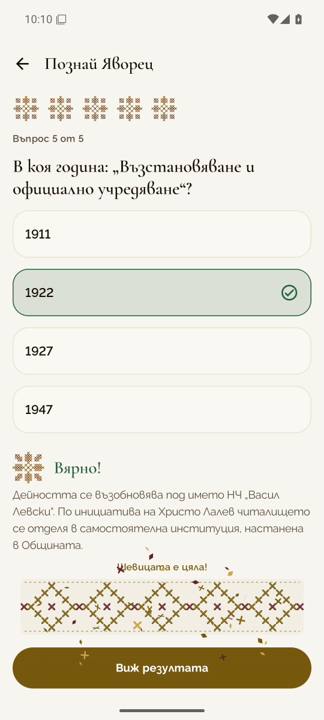 10:10
Познай Яворец
Въпрос 5 от 5
В коя година: „Възстановяване и
официално учредяване“?
1911
1922
1927
1947
Вярно!
Дейността се възобновява под името НЧ „Васил
Левски“. По инициатива на Христо Лалев читалището
се отделя в самостоятелна институция, настанена
в Общината.
Шевицата е цяла!
Виж резултата